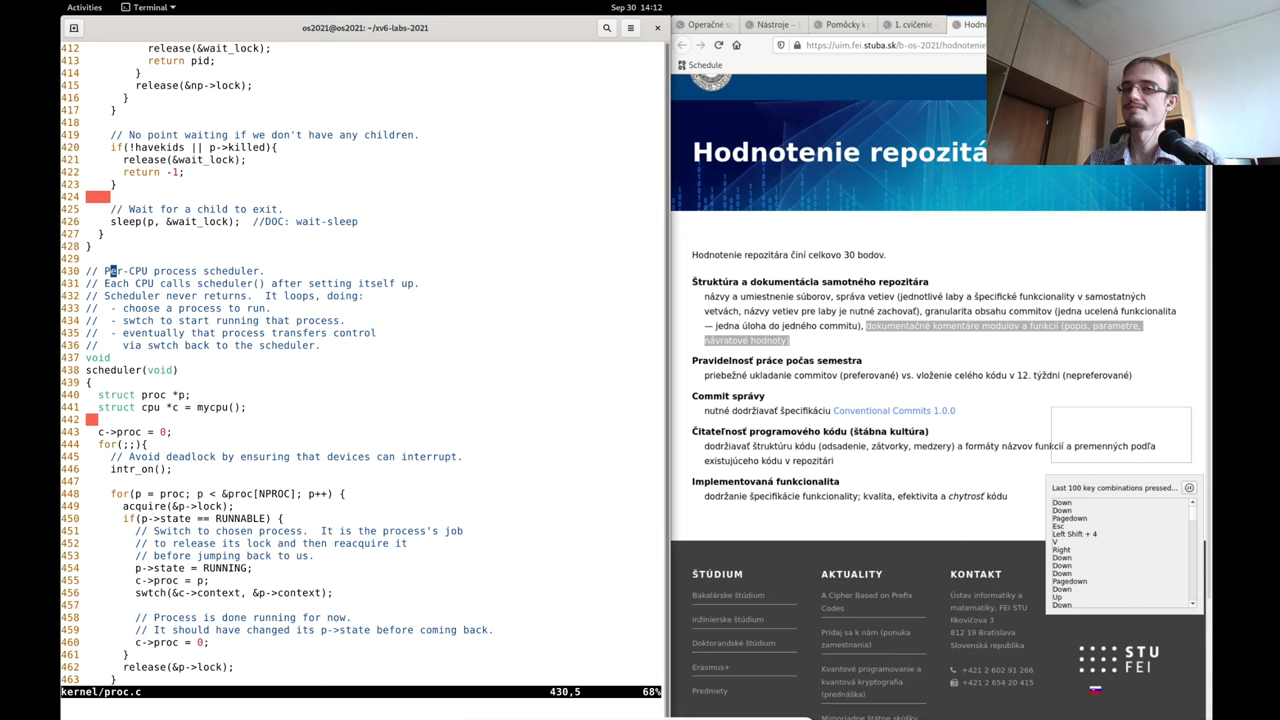 Activities
Terminal
Sep 30 14:12
os2021@os2021: ~/xv6-labs-2021
412 release(&wait_lock);
413 return pid;
414 }
415 release(&np->lock);
416 }
417 }
418
419 // No point waiting if we don't have any children.
420 if(!havekids || p->killed){
421 release(&wait_lock);
422 return -1;
423 }
424
425 // Wait for a child to exit.
426 sleep(p, &wait_lock); //DOC: wait-sleep
427 }
428 }
429
430 // Per-CPU process scheduler.
431 // Each CPU calls scheduler() after setting itself up.
432 // Scheduler never returns. It loops, doing:
433 // - choose a process to run.
434 // - swtch to start running that process.
435 // - eventually that process transfers control
436 // via swtch back to the scheduler.
437 void
438 scheduler(void)
439 {
440 struct proc *p;
441 struct cpu *c = mycpu();
442
443 c->proc = 0;
444 for(;;){
445 // Avoid deadlock by ensuring that devices can interrupt.
446 intr_on();
447
448 for(p = proc; p < &proc[NPROC]; p++) {
449 acquire(&p->lock);
450 if(p->state == RUNNABLE) {
451 // Switch to chosen process. It is the process's job
452 // to release its lock and then reacquire it
453 // before jumping back to us.
454 p->state = RUNNING;
455 c->proc = p;
456 swtch(&c->context, &p->context);
457
458 // Process is done running for now.
459 // It should have changed its p->state before coming back.
460 c->proc = 0;
461 }
462 release(&p->lock);
463 }
kernel/proc.c 430,5 68%
Operačné sy
Nástroje –
Pomôcky k
1. cvičenie –
Hodno
https://uim.fei.stuba.sk/b-os-2021/hodnotenie
Schedule
Hodnotenie repozitá
Hodnotenie repozitára činí celkovo 30 bodov.
Štruktúra a dokumentácia samotného repozitára
názvy a umiestnenie súborov, správa vetiev (jednotlivé laby a špecifické funkcionality v samostatných
vetvách, názvy vetiev pre laby je nutné zachovať), granularita obsahu commitov (jedna ucelená funkcionalita
— jedna úloha do jedného commitu), dokumentačné komentáre modulov a funkcií (popis, parametre,
návratové hodnoty)
Pravidelnosť práce počas semestra
priebežné ukladanie commitov (preferované) vs. vloženie celého kódu v 12. týždni (nepreferované)
Commit správy
nutné dodržiavať špecifikáciu Conventional Commits 1.0.0
Čitateľnosť programového kódu (štábna kultúra)
dodržiavať štruktúru kódu (odsadenie, zátvorky, medzery) a formáty názvov funkcií a premenných podľa
existujúceho kódu v repozitári
Implementovaná funkcionalita
dodržanie špecifikácie funkcionality; kvalita, efektivita a chytrosť kódu
Last 100 key combinations pressed...
Down
Down
Pagedown
Esc
Left Shift + 4
V
Right
Down
Down
Down
Pagedown
Down
Up
Down
ŠTÚDIUM
Bakalárske štúdium
Inžinierske štúdium
Doktorandské štúdium
Erasmus+
Predmety
AKTUALITY
A Cipher Based on Prefix
Codes
Pridaj sa k nám (ponuka
zamestnania)
Kvantové programovanie a
kvantová kryptografia
(prednáška)
Mimoriadne štátne skúšky
KONTAKT
Ústav informatiky a
matematiky, FEI STU
Ilkovičova 3
812 19 Bratislava
Slovenská republika
+421 2 602 91 266
+421 2 654 20 415
STU
FEI